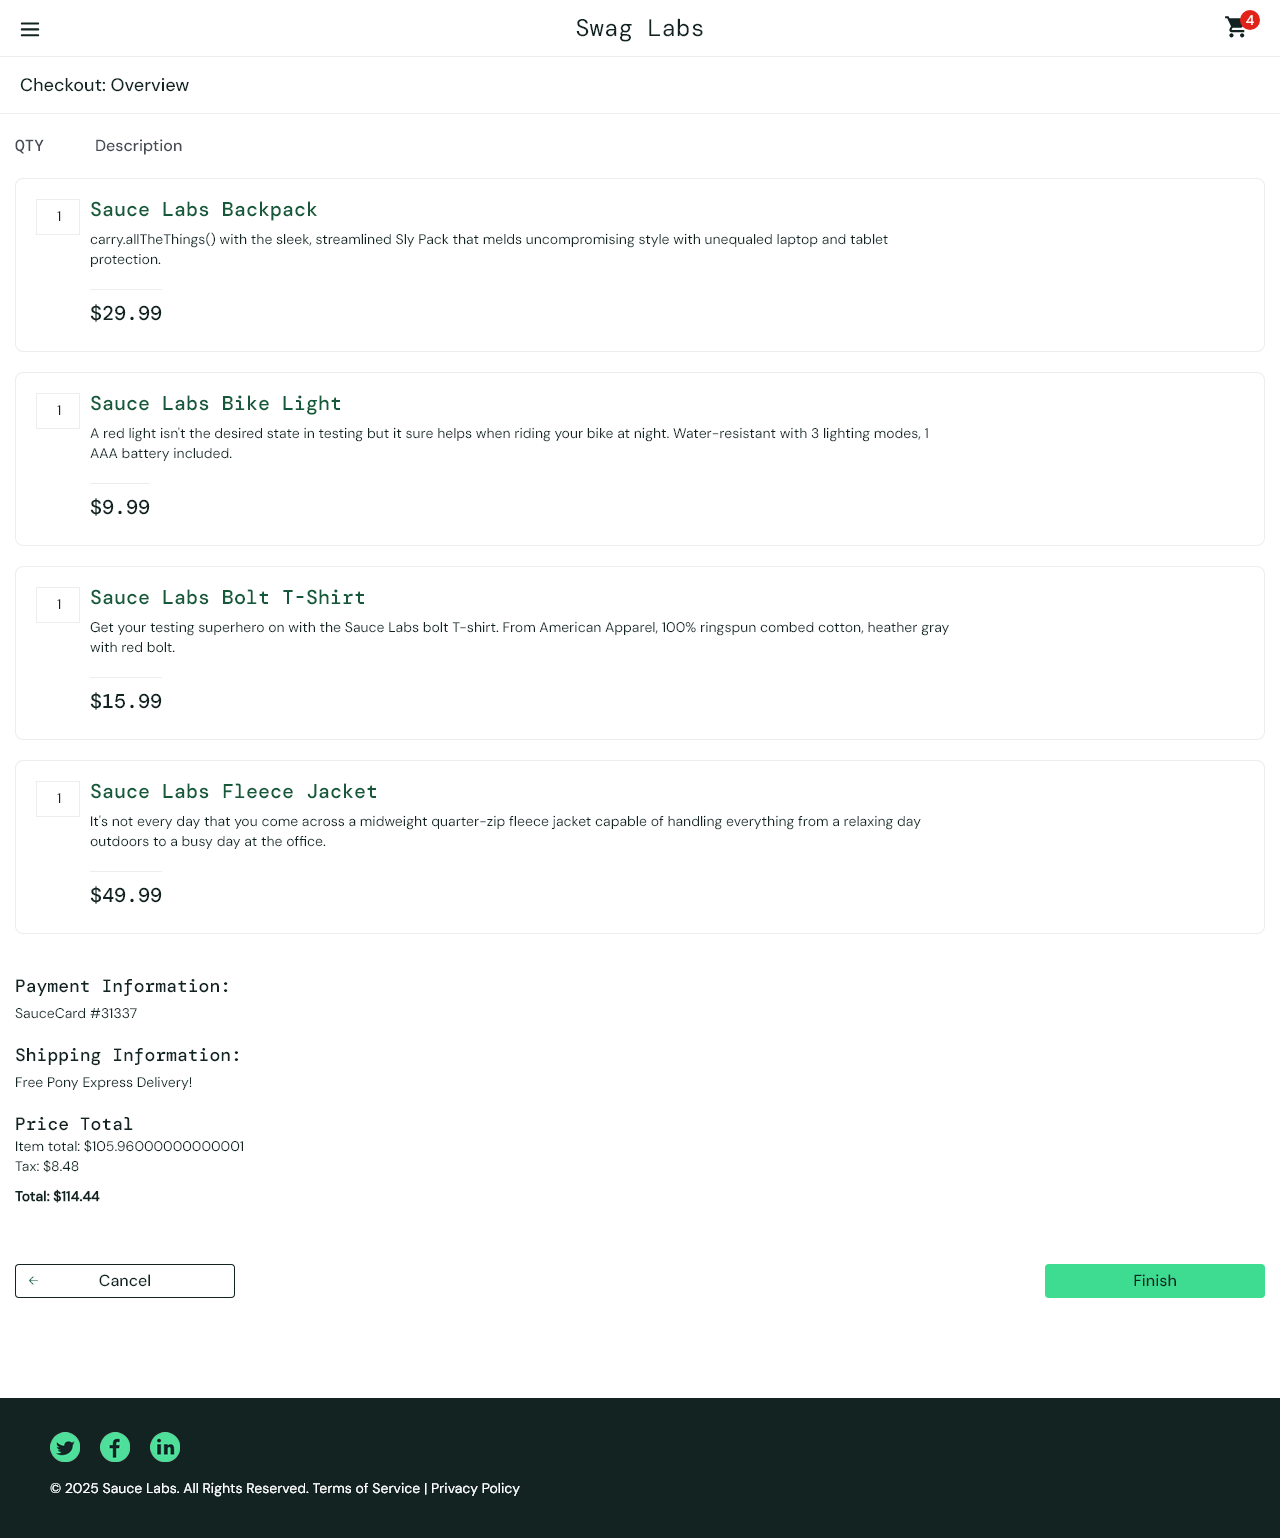 Swag Labs
4
Checkout: Overview
QTY Description
1
Sauce Labs Backpack
carry.allTheThings() with the sleek, streamlined Sly Pack that melds uncompromising style with unequaled laptop and tablet
protection.
$29.99
1
Sauce Labs Bike Light
A red light isn't the desired state in testing but it sure helps when riding your bike at night. Water-resistant with 3 lighting modes, 1
AAA battery included.
$9.99
1
Sauce Labs Bolt T-Shirt
Get your testing superhero on with the Sauce Labs bolt T-shirt. From American Apparel, 100% ringspun combed cotton, heather gray
with red bolt.
$15.99
1
Sauce Labs Fleece Jacket
It's not every day that you come across a midweight quarter-zip fleece jacket capable of handling everything from a relaxing day
outdoors to a busy day at the office.
$49.99
Payment Information:
SauceCard #31337
Shipping Information:
Free Pony Express Delivery!
Price Total
Item total: $105.96000000000001
Tax: $8.48
Total: $114.44
Cancel
Finish
© 2025 Sauce Labs. All Rights Reserved. Terms of Service | Privacy Policy